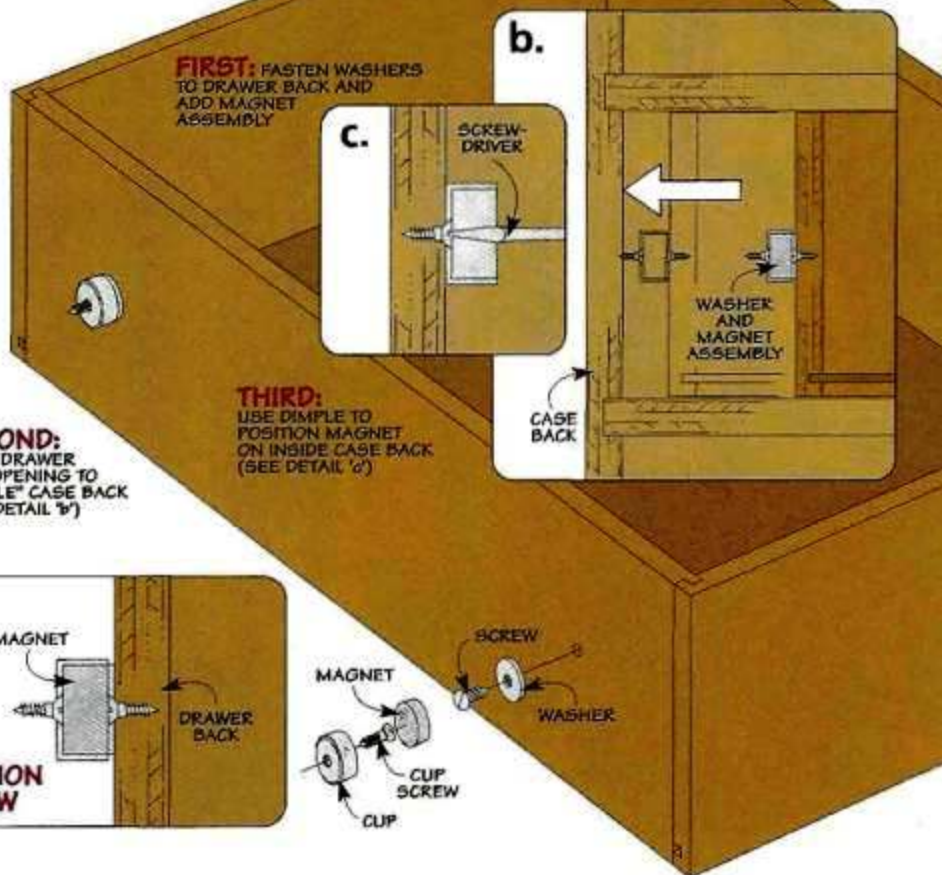 FIRST: FASTEN WASHERS
TO DRAWER BACK AND
ADD MAGNET
ASSEMBLY
b.
c.
SCREW-
DRIVER
WASHER
AND
MAGNET
ASSEMBLY
CASE
BACK
THIRD:
USE DIMPLE TO
POSITION MAGNET
ON INSIDE CASE BACK
(SEE DETAIL 'c')
OND:
DRAWER
OPENING TO
LE" CASE BACK
DETAIL 'b')
MAGNET
DRAWER
BACK
ION
W
MAGNET
CUP
SCREW
CUP
SCREW
WASHER